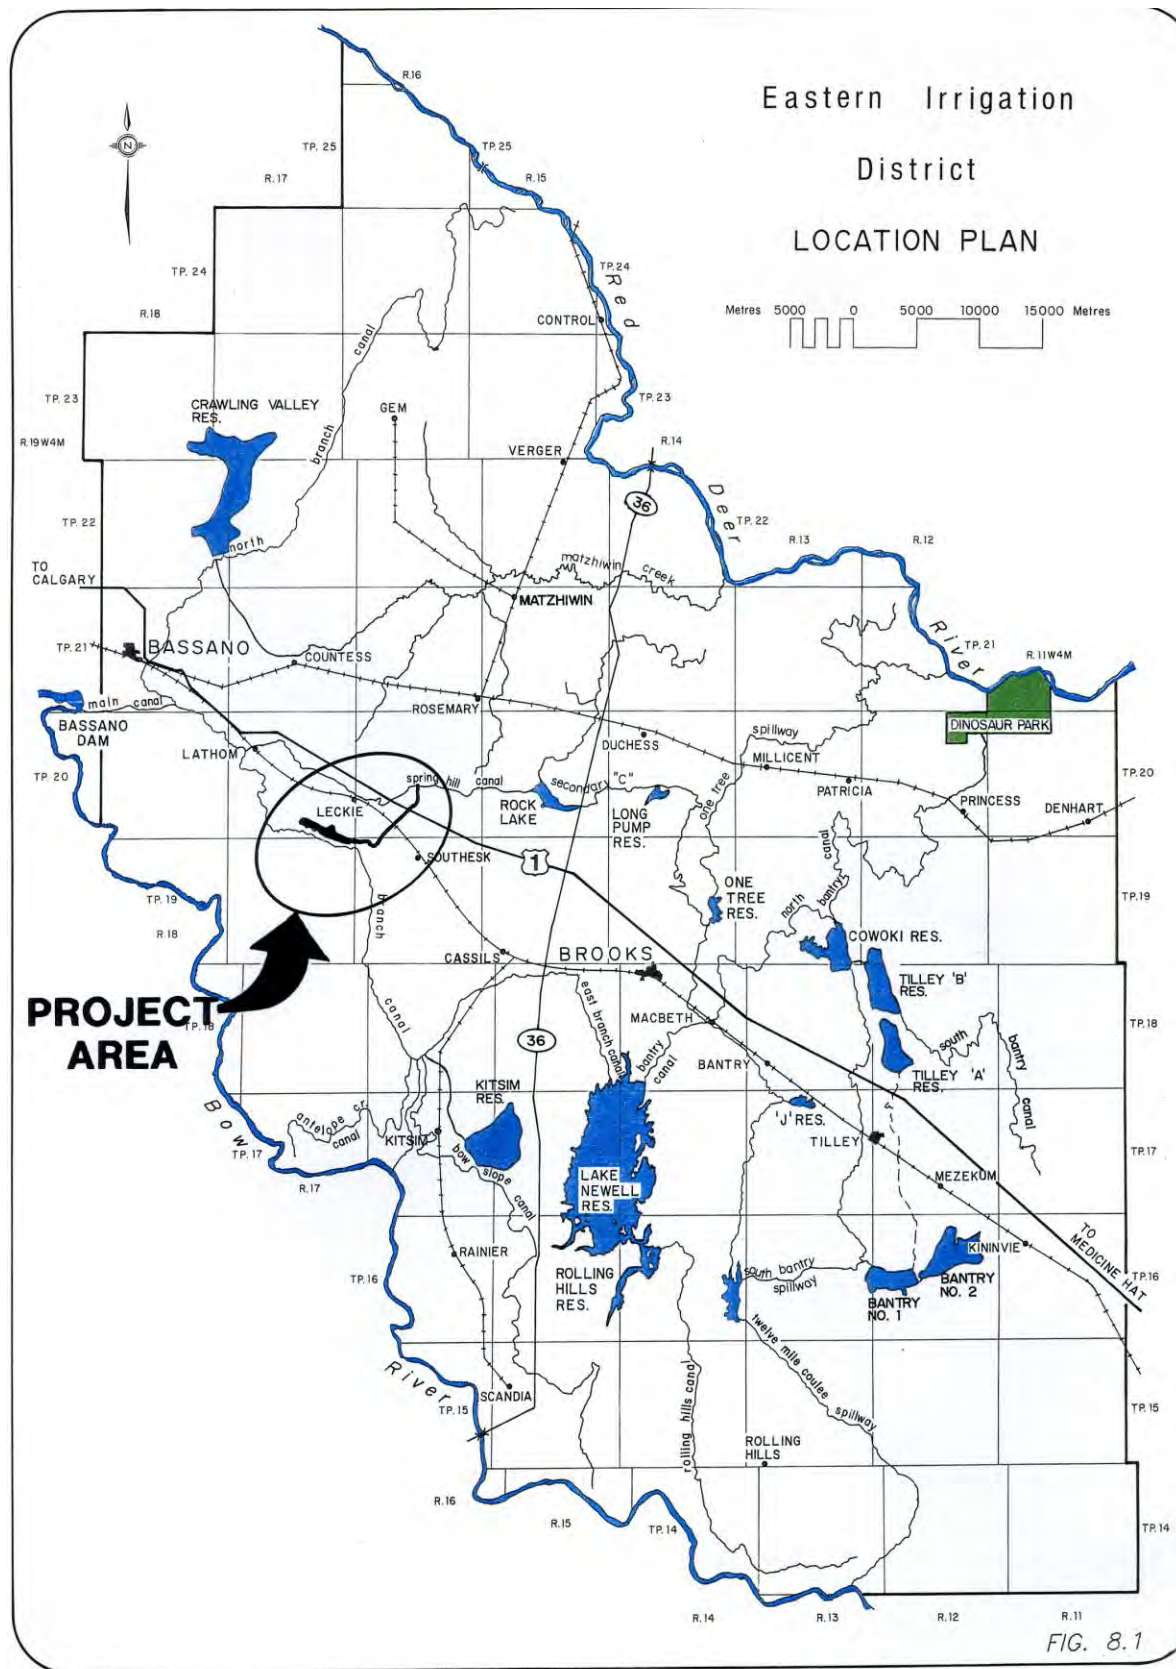 Eastern Irrigation
District
LOCATION PLAN
Metres 5000 0 5000 10000 15000 Metres
N
R.16
TP.25
TP.25
R.17
R.15
TP.24
TP.24
Red
R.18
CONTROL
canal
TP.23
TP.23
CRAWLING VALLEY
RES.
GEM
R.19W4M
branch
VERGER
R.14
36
Deer
TP.22
TP.22
R.13
R.12
north
TO
CALGARY
matzhiwin creek
MATZHIWIN
River
TP.21
BASSANO
COUNTESS
TP.21
R.11W4M
main canal
ROSEMARY
BASSANO
DAM
DINOSAUR PARK
spillway
DUCHESS
LATHOM
MILLICENT
TP.20
TP.20
spring hill canal
secondary "C"
one tree
PATRICIA
LECKIE
ROCK
LAKE
LONG
PUMP
RES.
PRINCESS
DENHART
SOUTHESK
1
canal
ONE
TREE
RES.
TP.19
TP.19
R.18
branch
north
bantry
COWOKI RES.
CASSILS
BROOKS
TILLEY 'B'
RES.
PROJECT
AREA
TP.18
canal
east branch canal
MACBETH
TP.18
36
bantry
canal
south
bantry
canal
BANTRY
TILLEY 'A'
RES.
KITSIM
RES.
Bow
antelope cr.
canal
'J' RES.
KITSIM
TILLEY
TP.17
TP.17
bow slope canal
R.17
LAKE
NEWELL
RES.
MEZEKUM
RAINIER
TO
MEDICINE HAT
KININVIE
TP.16
TP.16
ROLLING
HILLS
RES.
south bantry
spillway
BANTRY
NO. 1
BANTRY
NO. 2
twelve mile coulee
spillway
River
SCANDIA
TP.15
TP.15
rolling hills canal
ROLLING
HILLS
R.16
R.15
TP.14
TP.14
R.14
R.13
R.12
R.11
FIG. 8.1